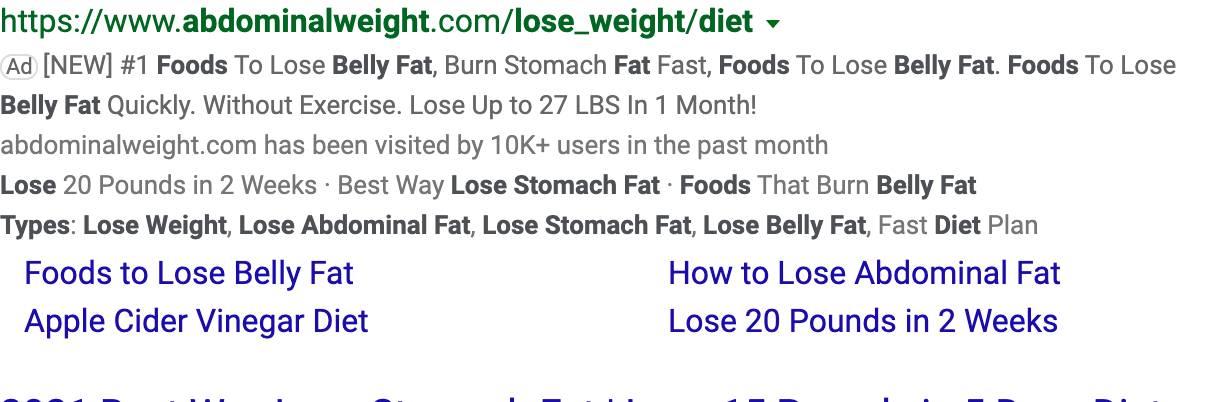 https://www.abdominalweight.com/lose_weight/diet
Ad [NEW] #1 Foods To Lose Belly Fat, Burn Stomach Fat Fast, Foods To Lose Belly Fat. Foods To Lose
Belly Fat Quickly. Without Exercise. Lose Up to 27 LBS In 1 Month!
abdominalweight.com has been visited by 10K+ users in the past month
Lose 20 Pounds in 2 Weeks · Best Way Lose Stomach Fat · Foods That Burn Belly Fat
Types: Lose Weight, Lose Abdominal Fat, Lose Stomach Fat, Lose Belly Fat, Fast Diet Plan
Foods to Lose Belly Fat How to Lose Abdominal Fat
Apple Cider Vinegar Diet Lose 20 Pounds in 2 Weeks